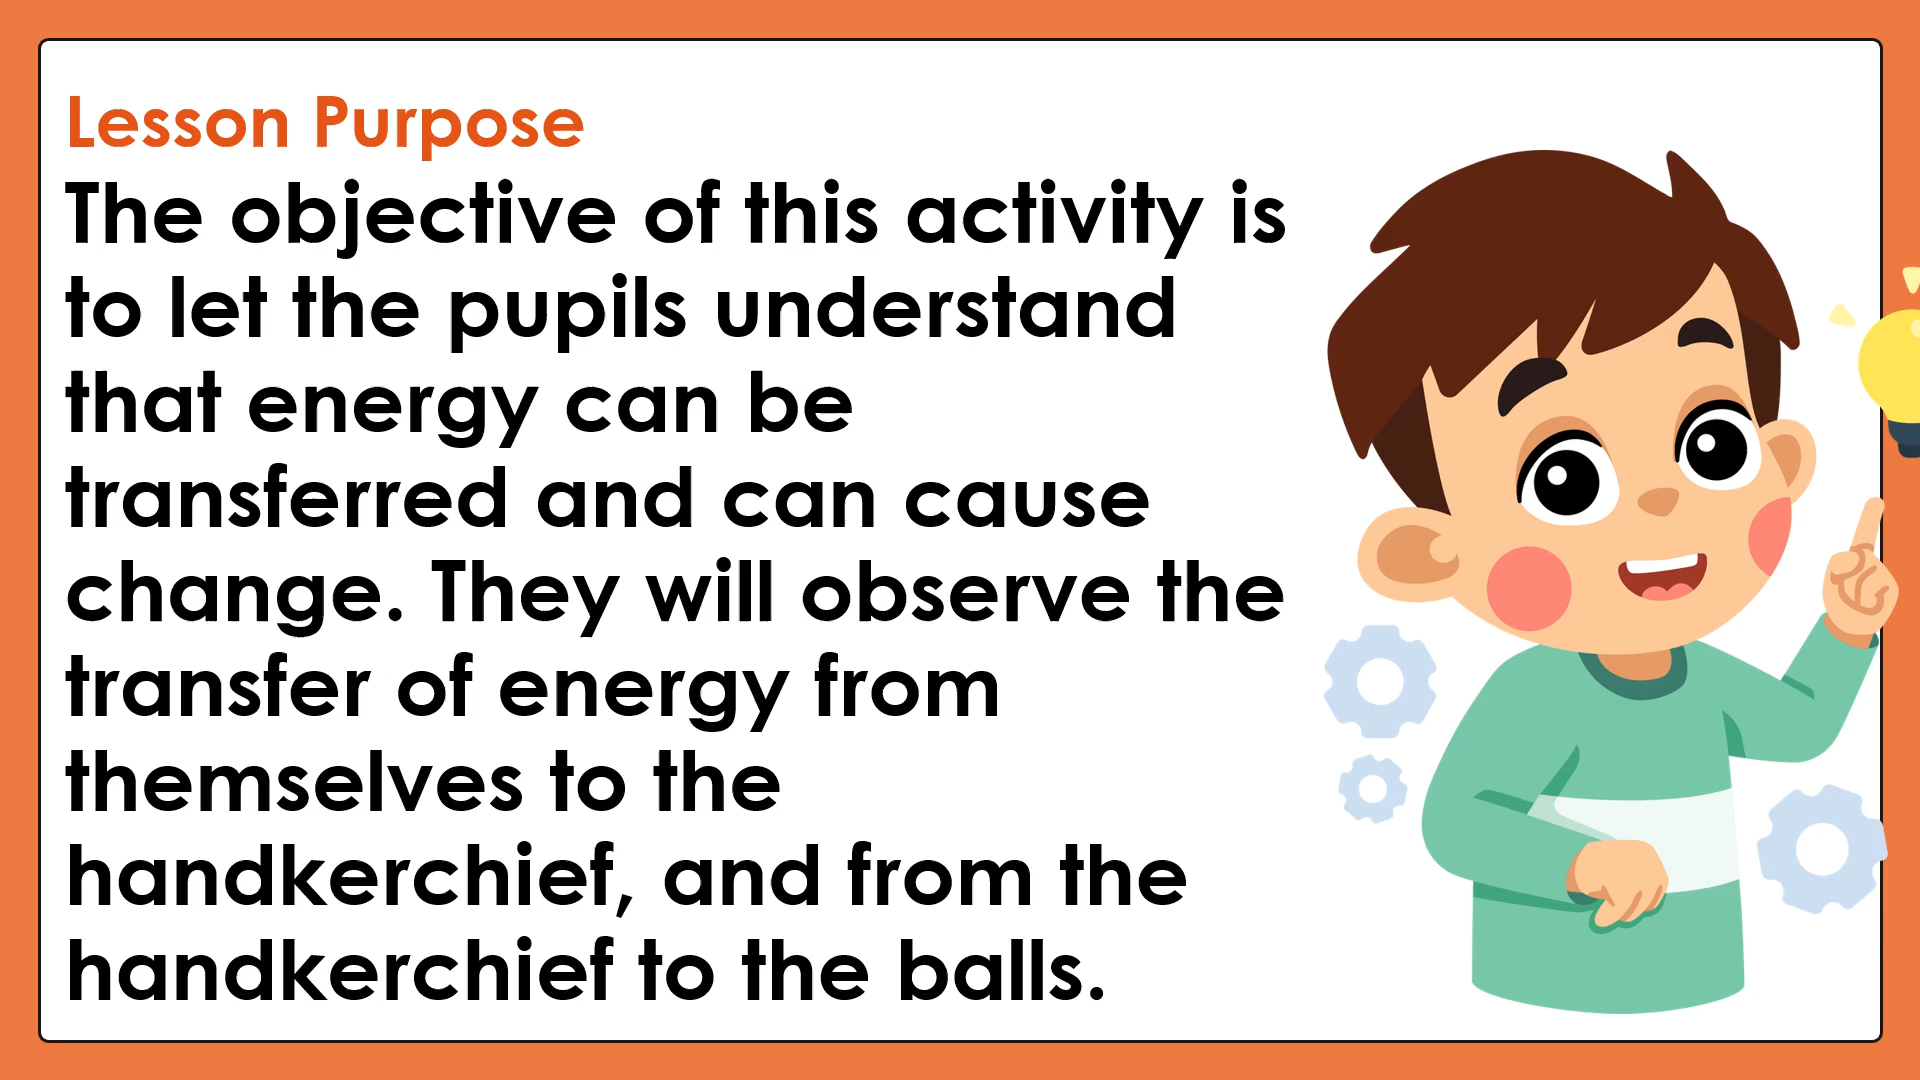 Lesson Purpose
The objective of this activity is
to let the pupils understand
that energy can be
transferred and can cause
change. They will observe the
transfer of energy from
themselves to the
handkerchief, and from the
handkerchief to the balls.